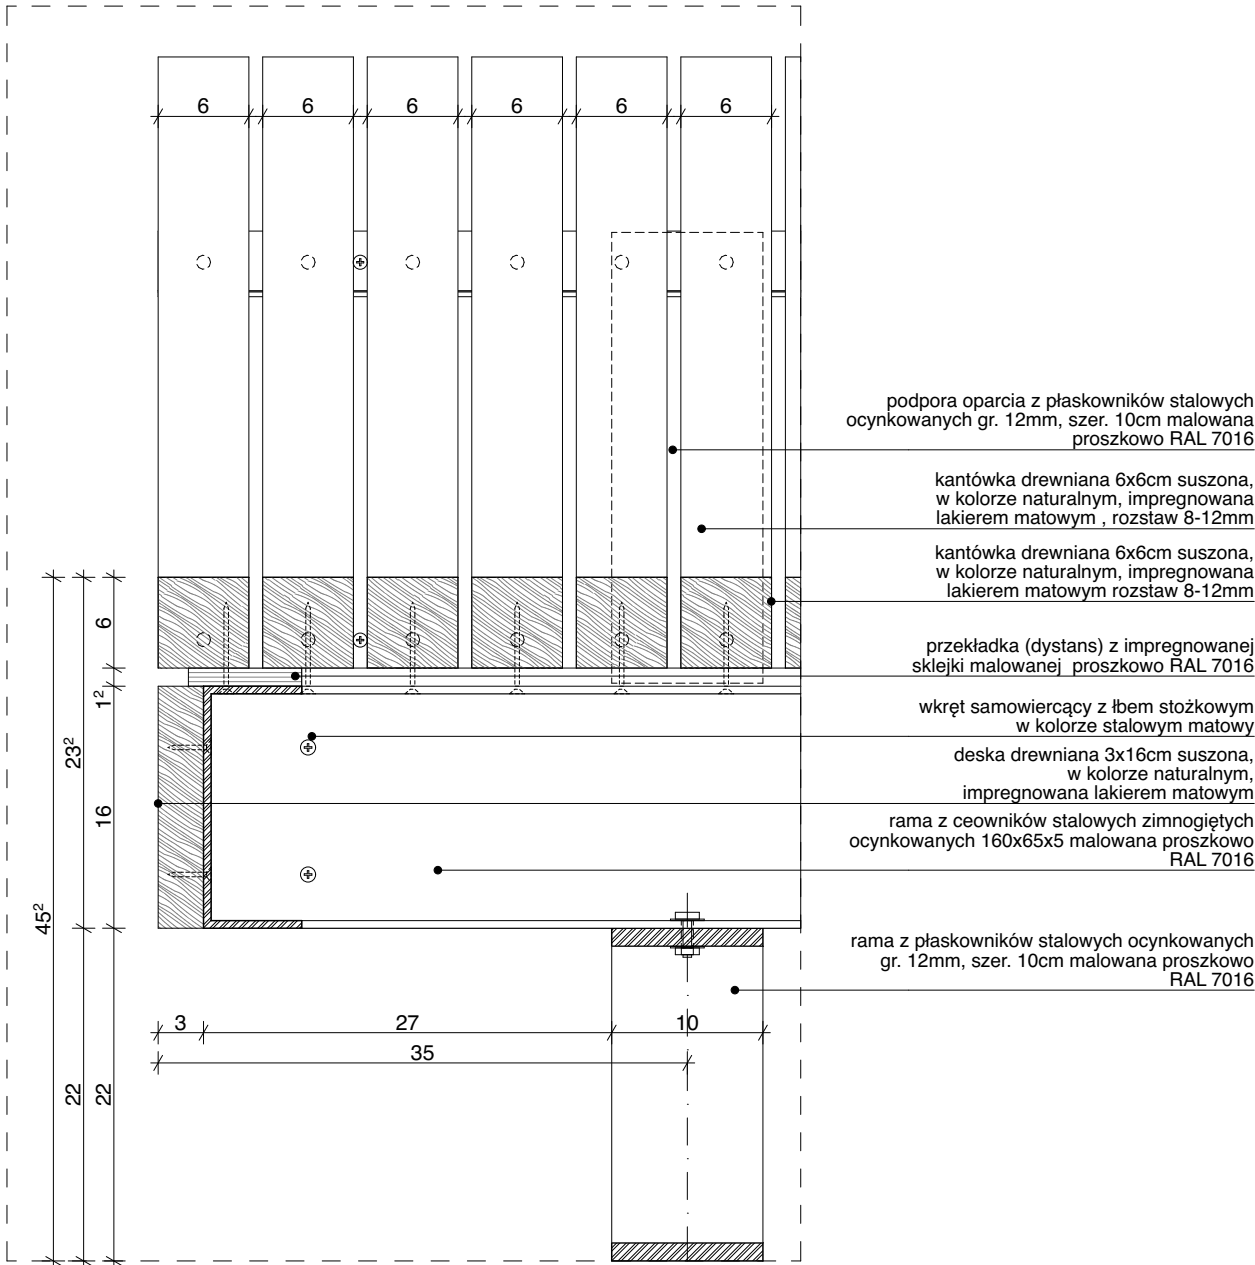 6 6 6 6 6 6
podpora oparcia z płaskowników stalowych
ocynkowanych gr. 12mm, szer. 10cm malowana
proszkowo RAL 7016
kantówka drewniana 6x6cm suszona,
w kolorze naturalnym, impregnowana
lakierem matowym , rozstaw 8-12mm
kantówka drewniana 6x6cm suszona,
w kolorze naturalnym, impregnowana
lakierem matowym rozstaw 8-12mm
przekładka (dystans) z impregnowanej
sklejki malowanej proszkowo RAL 7016
wkręt samowiercący z łbem stożkowym
w kolorze stalowym matowy
deska drewniana 3x16cm suszona,
w kolorze naturalnym,
impregnowana lakierem matowym
rama z ceowników stalowych zimnogiętych
ocynkowanych 160x65x5 malowana proszkowo
RAL 7016
rama z płaskowników stalowych ocynkowanych
gr. 12mm, szer. 10cm malowana proszkowo
RAL 7016
6
1²
23²
16
45²
22
22
3 27 10
35